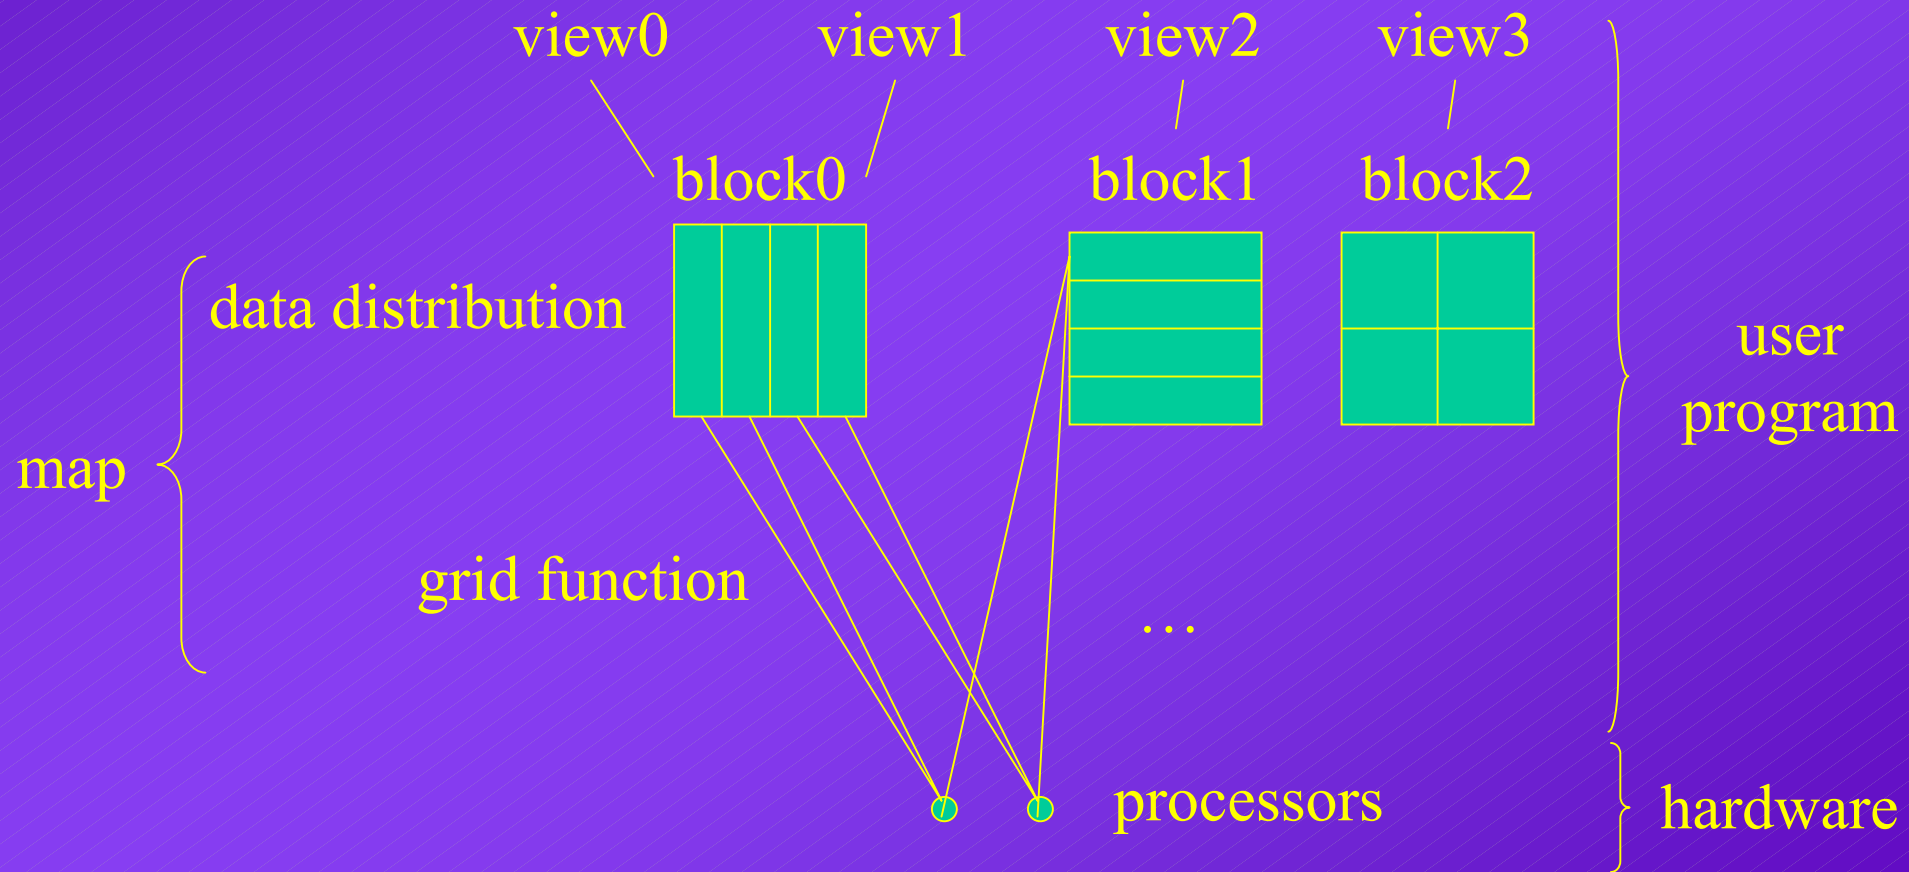 view0
view1
view2
view3
block0
block1
block2
data distribution
user
program
map
grid function
…
processors
hardware